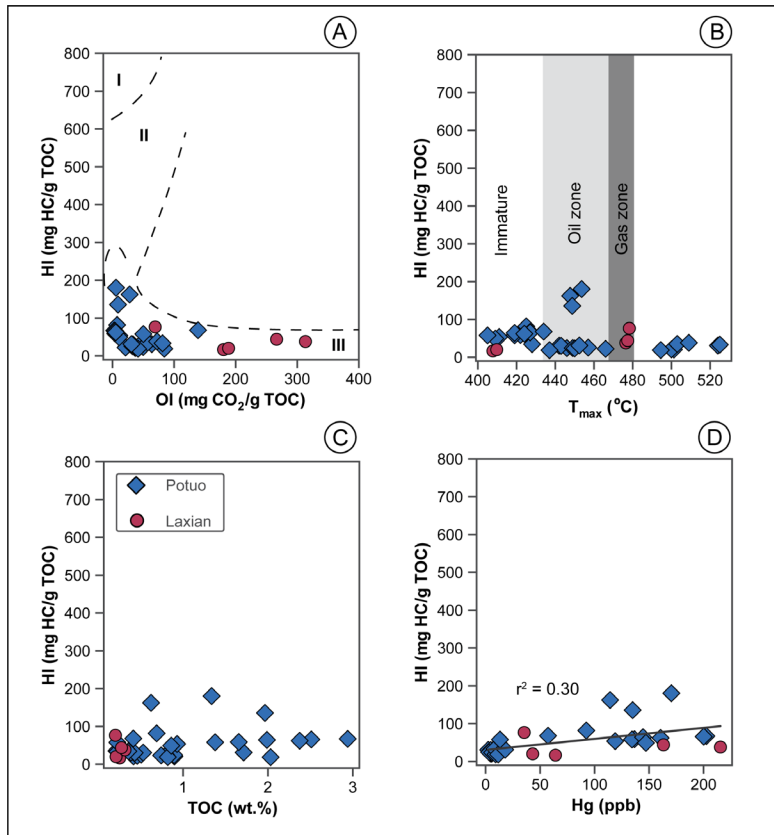 A
800
700
600
500
400
300
200
100
0
HI (mg HC/g TOC)
I
II
III
0
100
200
300
400
OI (mg CO₂/g TOC)
B
800
700
600
500
400
300
200
100
0
HI (mg HC/g TOC)
Immature
Oil zone
Gas zone
400
420
440
460
480
500
520
Tmax (°C)
C
800
700
600
500
400
300
200
100
0
HI (mg HC/g TOC)
Potuo
Laxian
1
2
3
TOC (wt.%)
D
800
700
600
500
400
300
200
100
0
HI (mg HC/g TOC)
r² = 0.30
0
50
100
150
200
Hg (ppb)